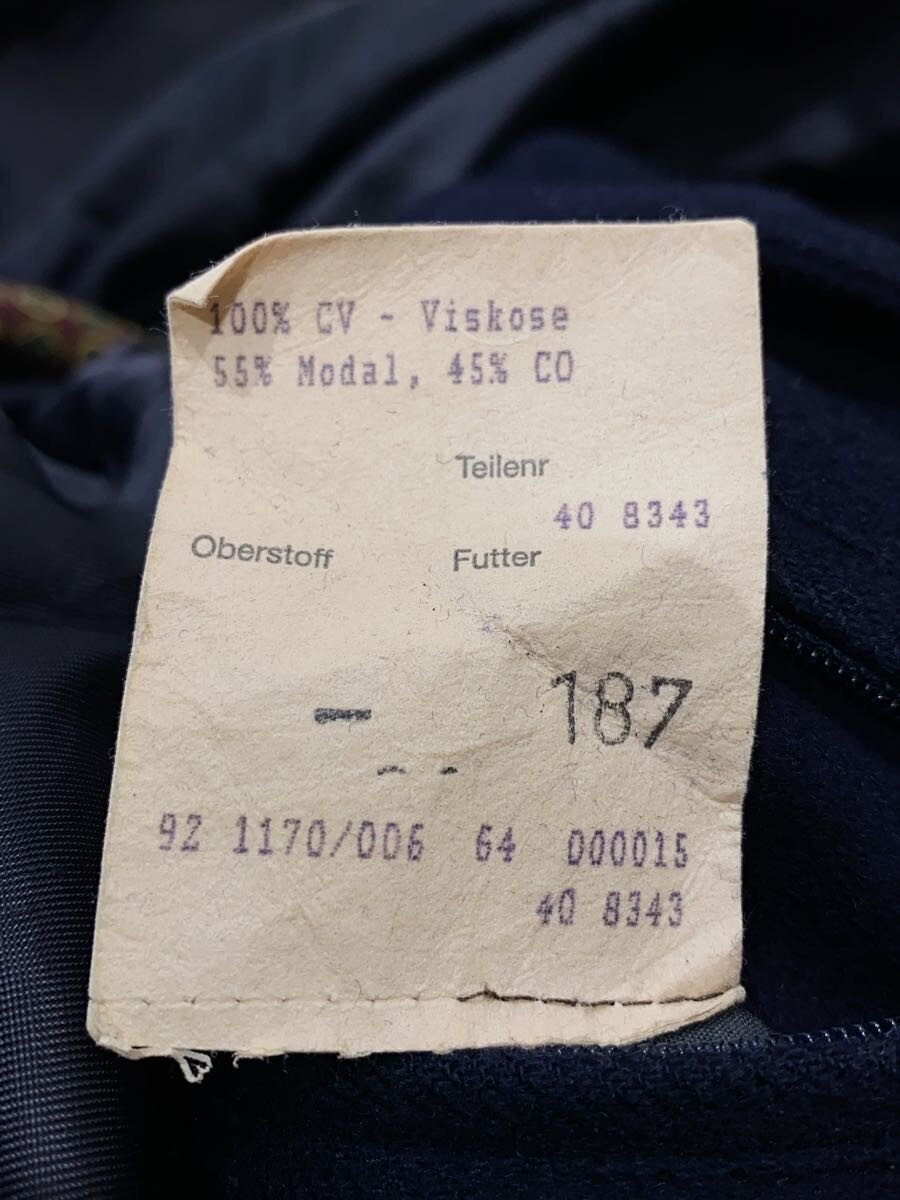 100% CV - Viskose
55% Modal, 45% CO
Teilenr
40 8343
Oberstoff Futter
- 187
9Z 1170/006 64 000015
40 8343